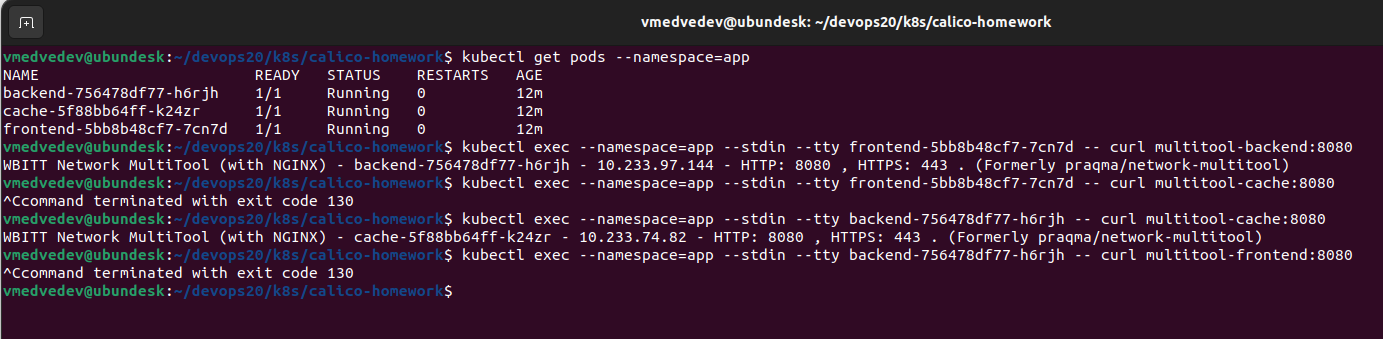 vmedvedev@ubundesk: ~/devops20/k8s/calico-homework
vmedvedev@ubundesk:~/devops20/k8s/calico-homework$ kubectl get pods --namespace=app
NAME                        READY   STATUS    RESTARTS   AGE
backend-756478df77-h6rjh    1/1     Running   0          12m
cache-5f88bb64ff-k24zr      1/1     Running   0          12m
frontend-5bb8b48cf7-7cn7d   1/1     Running   0          12m
vmedvedev@ubundesk:~/devops20/k8s/calico-homework$ kubectl exec --namespace=app --stdin --tty frontend-5bb8b48cf7-7cn7d -- curl multitool-backend:8080
WBITT Network MultiTool (with NGINX) - backend-756478df77-h6rjh - 10.233.97.144 - HTTP: 8080 , HTTPS: 443 . (Formerly praqma/network-multitool)
vmedvedev@ubundesk:~/devops20/k8s/calico-homework$ kubectl exec --namespace=app --stdin --tty frontend-5bb8b48cf7-7cn7d -- curl multitool-cache:8080
^Ccommand terminated with exit code 130
vmedvedev@ubundesk:~/devops20/k8s/calico-homework$ kubectl exec --namespace=app --stdin --tty backend-756478df77-h6rjh -- curl multitool-cache:8080
WBITT Network MultiTool (with NGINX) - cache-5f88bb64ff-k24zr - 10.233.74.82 - HTTP: 8080 , HTTPS: 443 . (Formerly praqma/network-multitool)
vmedvedev@ubundesk:~/devops20/k8s/calico-homework$ kubectl exec --namespace=app --stdin --tty backend-756478df77-h6rjh -- curl multitool-frontend:8080
^Ccommand terminated with exit code 130
vmedvedev@ubundesk:~/devops20/k8s/calico-homework$